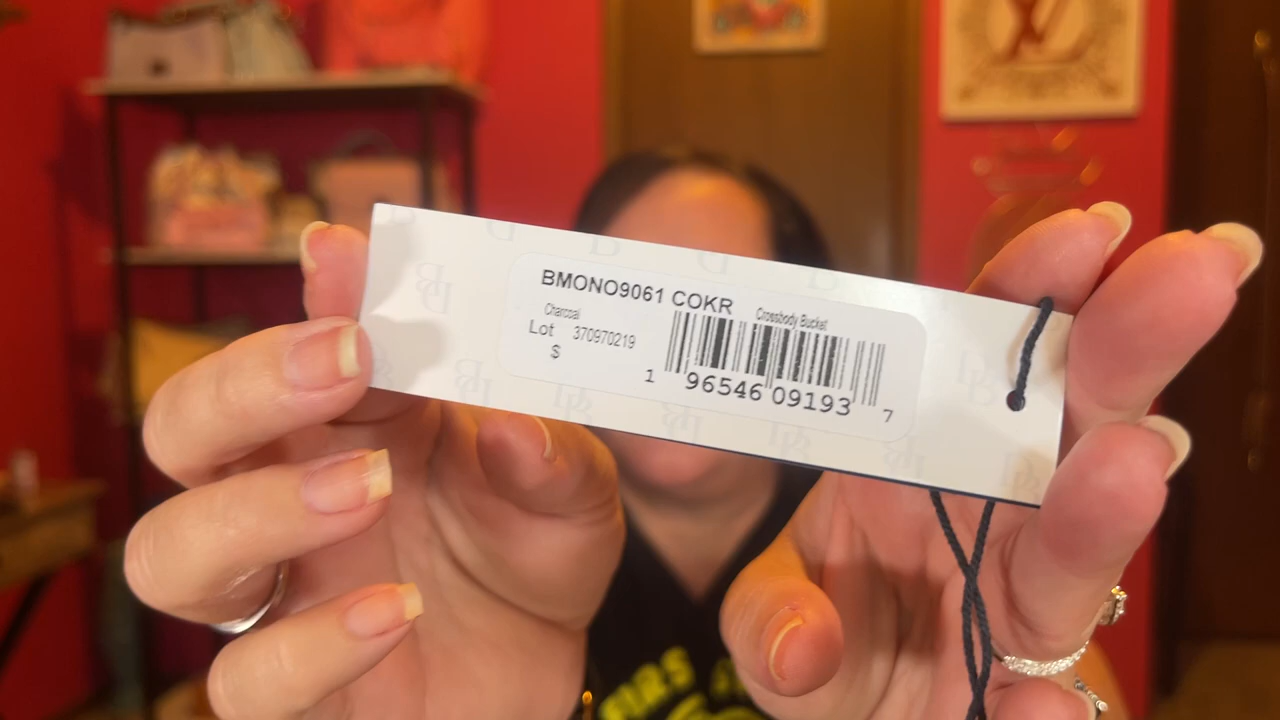 BMONO9061 COKR
Charcoal Crossbody Bucket
Lot 370970219
$
1 96546 09193 7